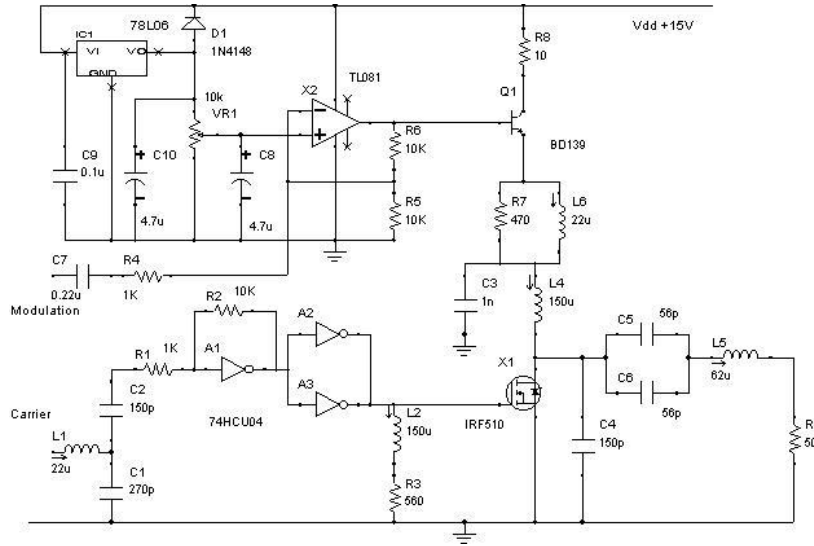 78L06
IC1
VI
VO
GND
D1
1N4148
Vdd +15V
R8
10
TL081
X2
Q1
10k
VR1
BD139
C9
0.1u
C10
4.7u
C8
4.7u
R6
10K
R5
10K
R7
470
L6
22u
C7
0.22u
R4
1K
Modulation
C3
1n
L4
150u
R2
10K
A2
R1
1K
A1
A3
C5
56p
L5
62u
X1
C6
56p
C2
150p
74HCU04
L2
150u
IRF510
C4
150p
Carrier
L1
22u
C1
270p
R3
560
R
50